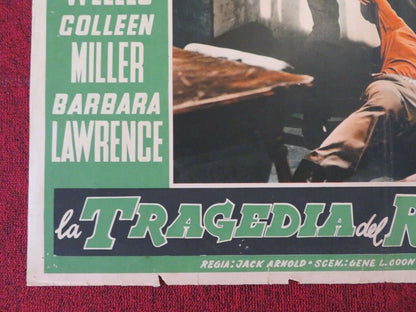 COLLEEN
MILLER
BARBARA
LAWRENCE
la TRAGEDIA del
REGIA: JACK ARNOLD • SCEN.: GENE L. COON